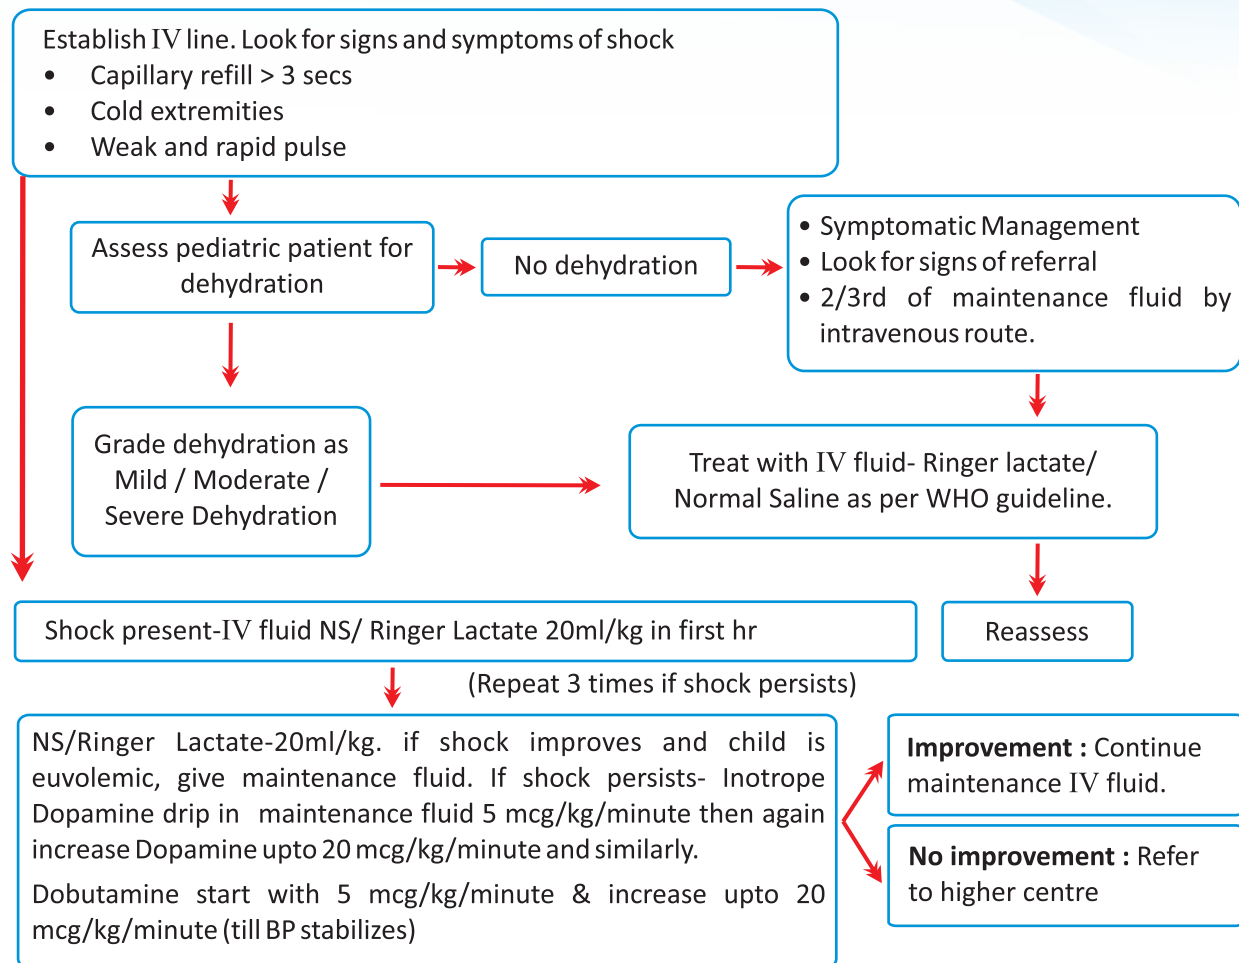 Establish IV line. Look for signs and symptoms of shock
• Capillary refill > 3 secs
• Cold extremities
• Weak and rapid pulse
Assess pediatric patient for
dehydration
No dehydration
• Symptomatic Management
• Look for signs of referral
• 2/3rd of maintenance fluid by
intravenous route.
Grade dehydration as
Mild / Moderate /
Severe Dehydration
Treat with IV fluid- Ringer lactate/
Normal Saline as per WHO guideline.
Shock present-IV fluid NS/ Ringer Lactate 20ml/kg in first hr
Reassess
(Repeat 3 times if shock persists)
NS/Ringer Lactate-20ml/kg. if shock improves and child is
euvolemic, give maintenance fluid. If shock persists- Inotrope
Dopamine drip in maintenance fluid 5 mcg/kg/minute then again
increase Dopamine upto 20 mcg/kg/minute and similarly.
Dobutamine start with 5 mcg/kg/minute & increase upto 20
mcg/kg/minute (till BP stabilizes)
Improvement : Continue
maintenance IV fluid.
No improvement : Refer
to higher centre